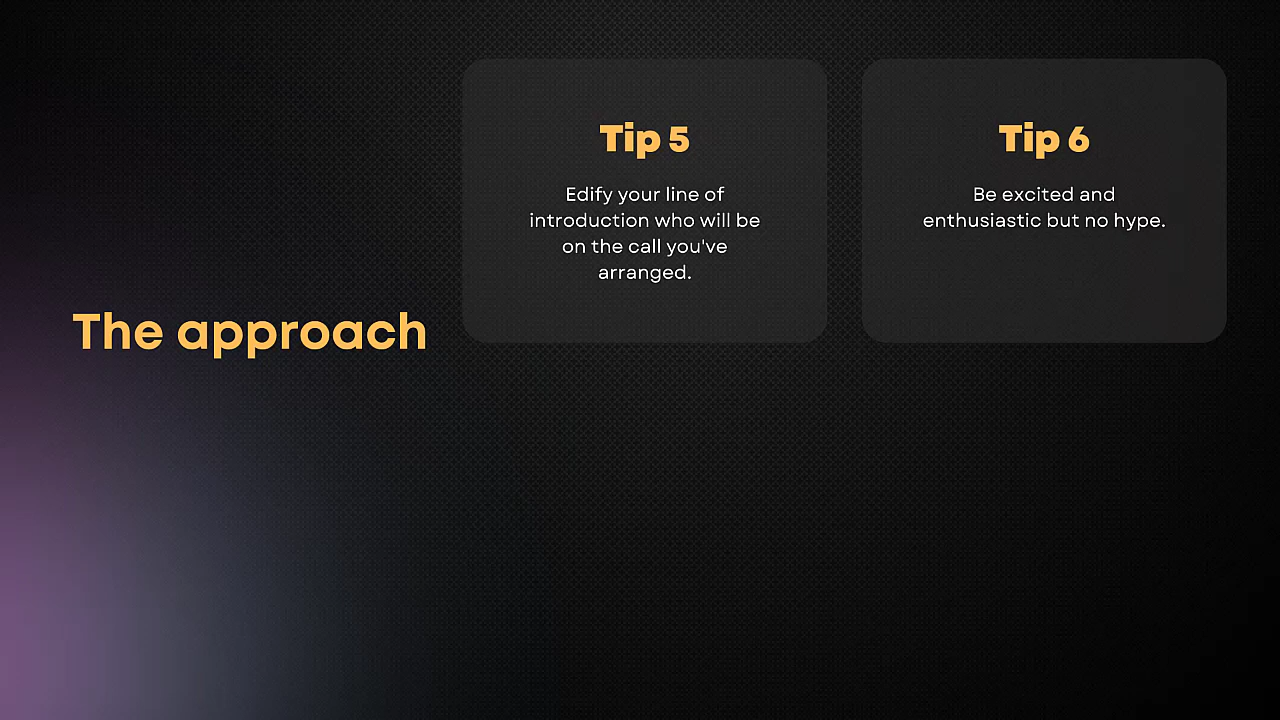 The approach
Tip 5
Edify your line of
introduction who will be
on the call you've
arranged.
Tip 6
Be excited and
enthusiastic but no hype.